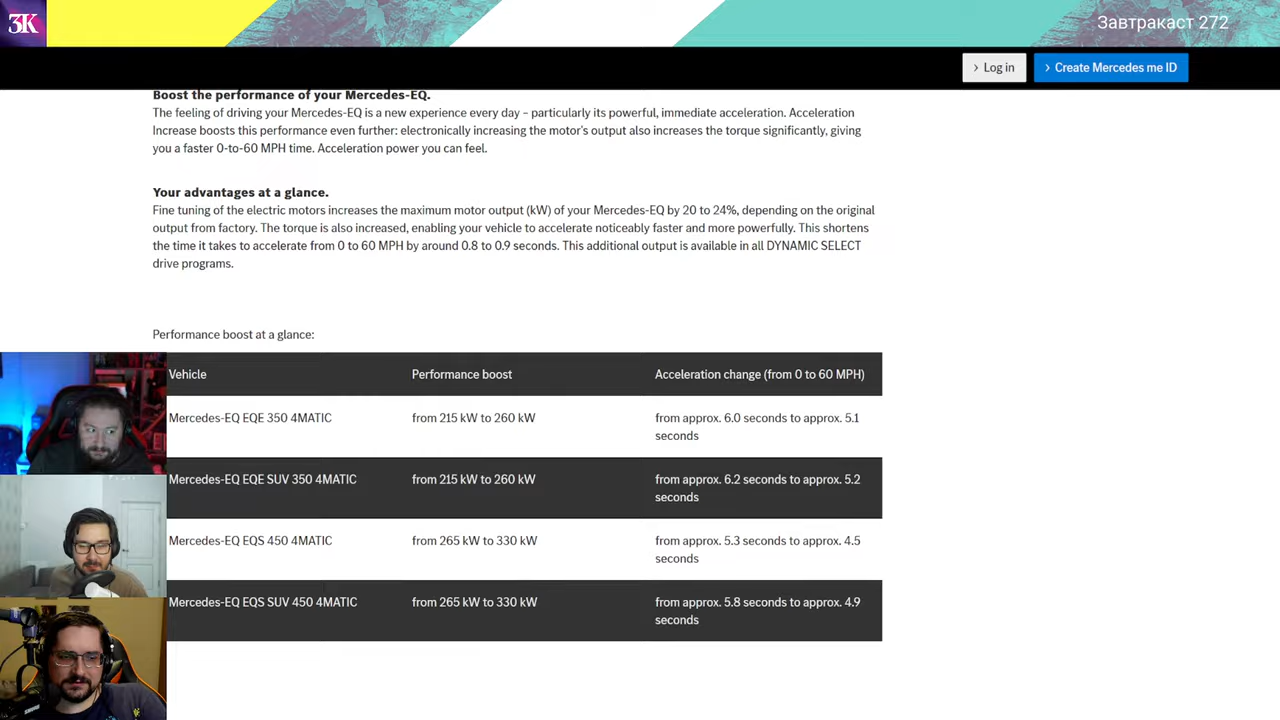 3K
Завтракаст 272
› Log in
› Create Mercedes me ID
Boost the performance of your Mercedes-EQ.
The feeling of driving your Mercedes-EQ is a new experience every day – particularly its powerful, immediate acceleration. Acceleration
Increase boosts this performance even further: electronically increasing the motor's output also increases the torque significantly, giving
you a faster 0-to-60 MPH time. Acceleration power you can feel.
Your advantages at a glance.
Fine tuning of the electric motors increases the maximum motor output (kW) of your Mercedes-EQ by 20 to 24%, depending on the original
output from factory. The torque is also increased, enabling your vehicle to accelerate noticeably faster and more powerfully. This shortens
the time it takes to accelerate from 0 to 60 MPH by around 0.8 to 0.9 seconds. This additional output is available in all DYNAMIC SELECT
drive programs.
Performance boost at a glance:
Vehicle Performance boost Acceleration change (from 0 to 60 MPH)
Mercedes-EQ EQE 350 4MATIC from 215 kW to 260 kW from approx. 6.0 seconds to approx. 5.1
seconds
Mercedes-EQ EQE SUV 350 4MATIC from 215 kW to 260 kW from approx. 6.2 seconds to approx. 5.2
seconds
Mercedes-EQ EQS 450 4MATIC from 265 kW to 330 kW from approx. 5.3 seconds to approx. 4.5
seconds
Mercedes-EQ EQS SUV 450 4MATIC from 265 kW to 330 kW from approx. 5.8 seconds to approx. 4.9
seconds